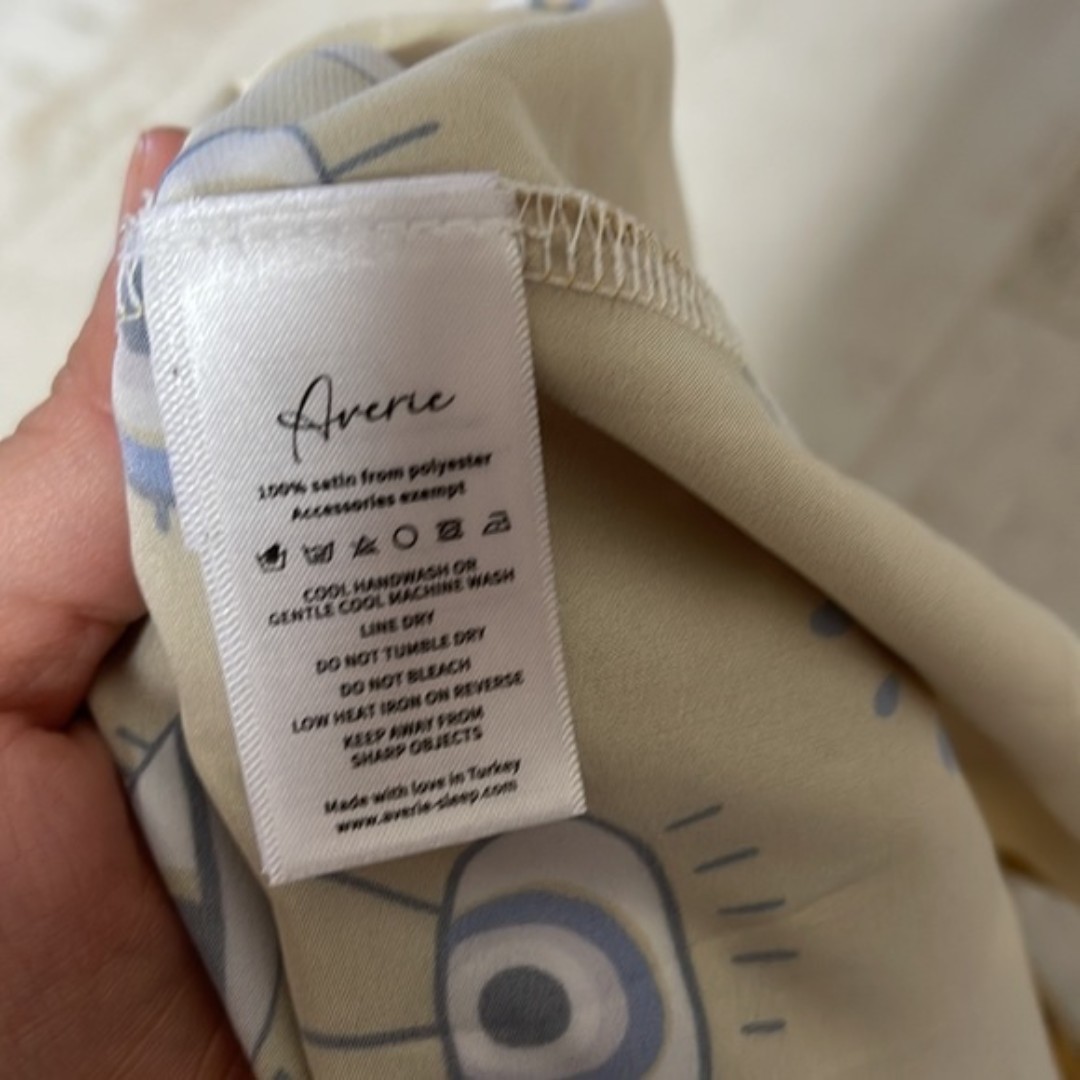 Averie
100% satin from polyester
Accessories exempt
COOL HANDWASH OR
GENTLE COOL MACHINE WASH
LINE DRY
DO NOT TUMBLE DRY
DO NOT BLEACH
LOW HEAT IRON ON REVERSE
KEEP AWAY FROM
SHARP OBJECTS
Made with love in Turkey
www.averie-sleep.com